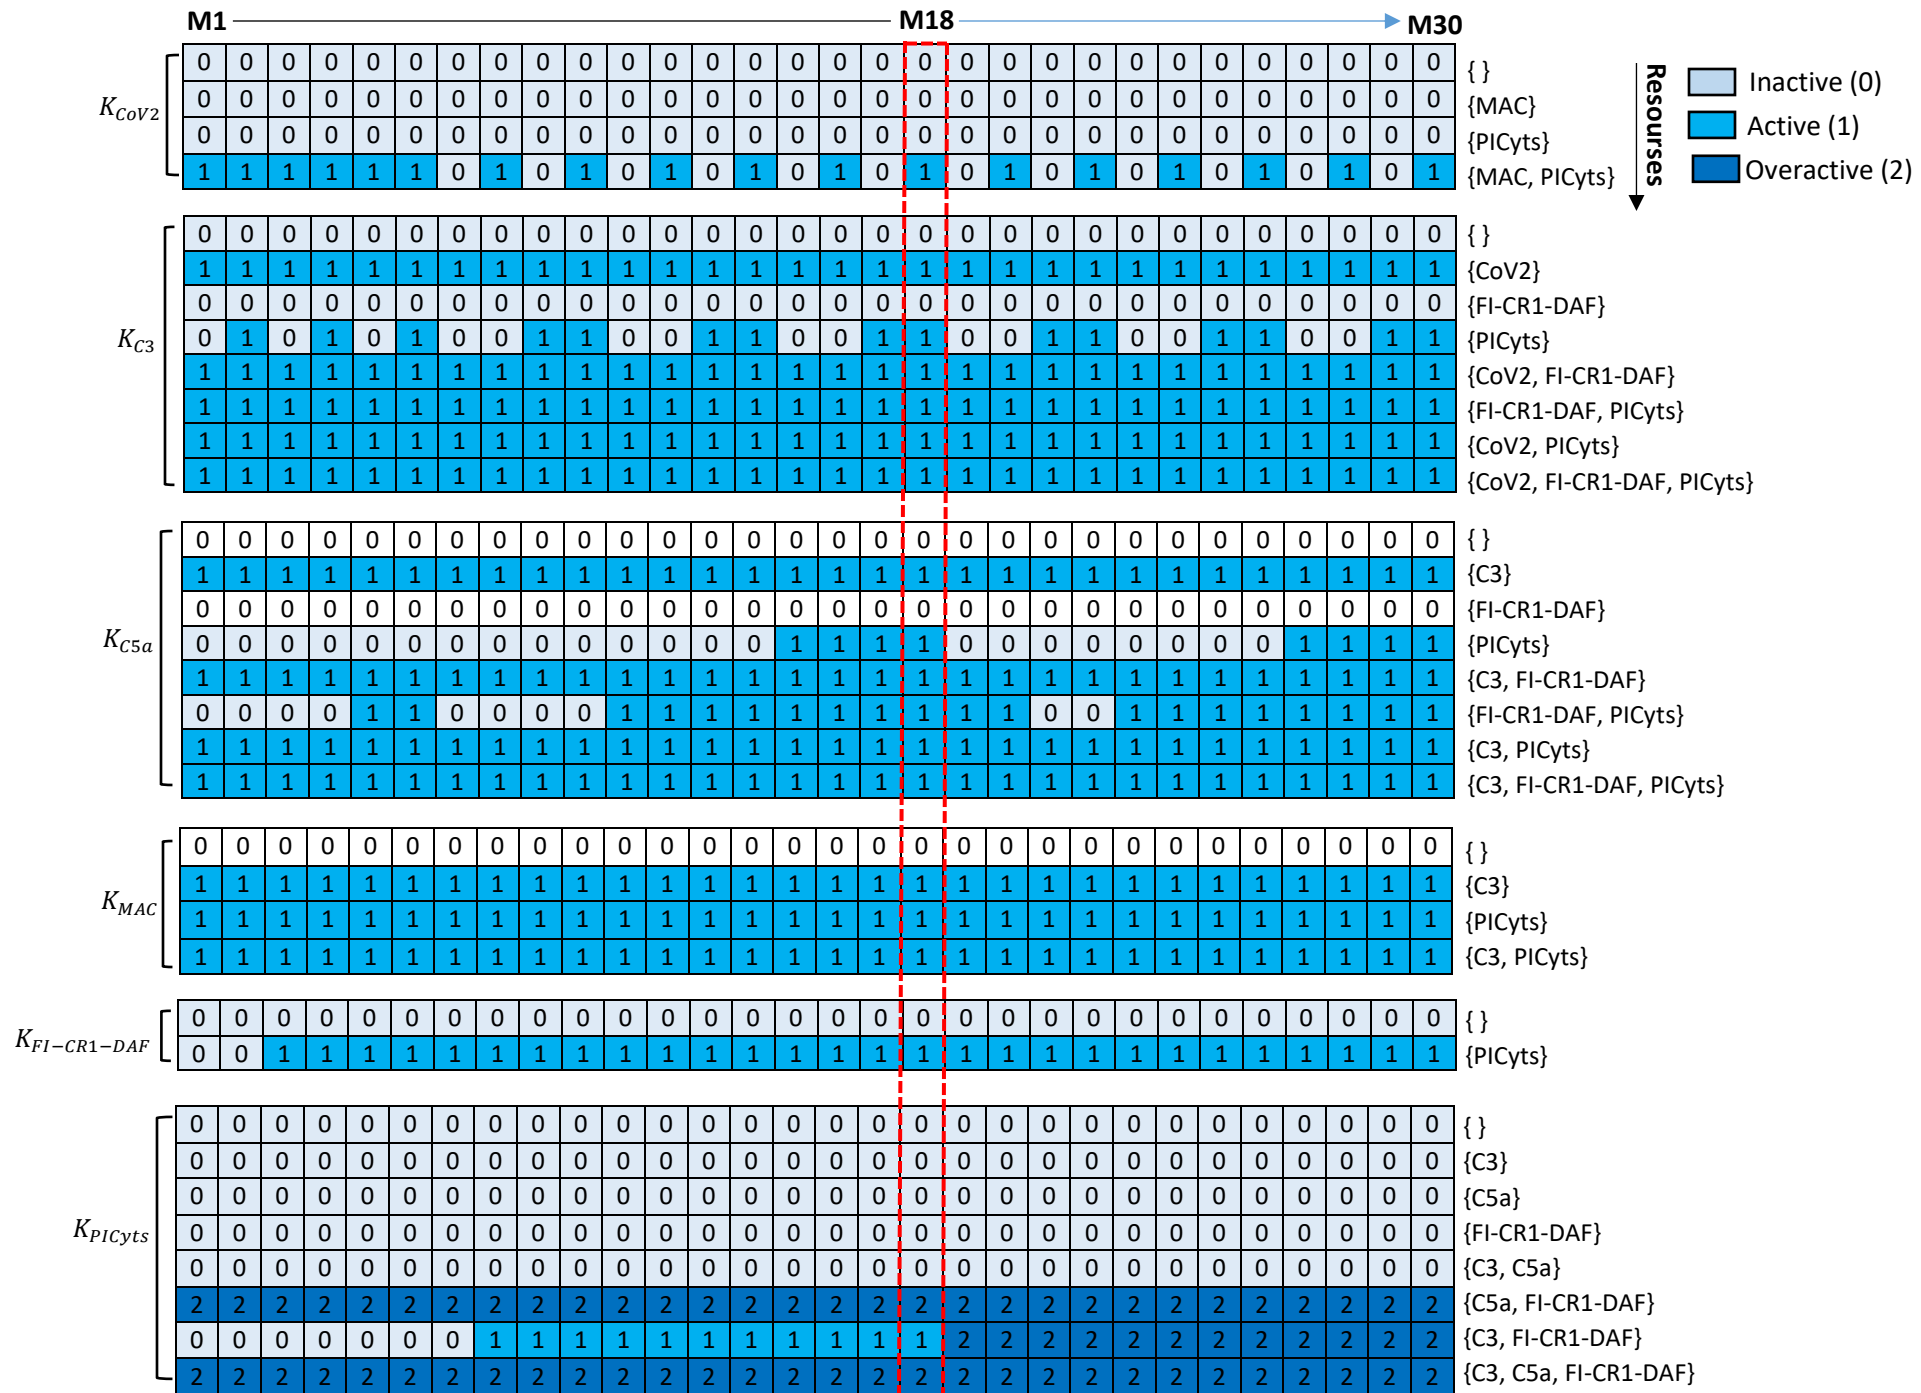 M1 M18 M30
0 0 0 0 0 0 0 0 0 0 0 0 0 0 0 0 0 0 0 0 0 0 0 0 0 0 0 0 0 0 { }
0 0 0 0 0 0 0 0 0 0 0 0 0 0 0 0 0 0 0 0 0 0 0 0 0 0 0 0 0 0 {MAC}
K_CoV2
0 0 0 0 0 0 0 0 0 0 0 0 0 0 0 0 0 0 0 0 0 0 0 0 0 0 0 0 0 0 {PICyts}
1 1 1 1 1 1 0 1 0 1 0 1 0 1 0 1 0 1 0 1 0 1 0 1 0 1 0 1 0 1 {MAC, PICyts}
Resourses
Inactive (0)
Active (1)
Overactive (2)
0 0 0 0 0 0 0 0 0 0 0 0 0 0 0 0 0 0 0 0 0 0 0 0 0 0 0 0 0 0 { }
1 1 1 1 1 1 1 1 1 1 1 1 1 1 1 1 1 1 1 1 1 1 1 1 1 1 1 1 1 1 {CoV2}
0 0 0 0 0 0 0 0 0 0 0 0 0 0 0 0 0 0 0 0 0 0 0 0 0 0 0 0 0 0 {FI-CR1-DAF}
K_C3
0 1 0 1 0 1 0 0 1 1 0 0 1 1 0 0 1 1 0 0 1 1 0 0 1 1 0 0 1 1 {PICyts}
1 1 1 1 1 1 1 1 1 1 1 1 1 1 1 1 1 1 1 1 1 1 1 1 1 1 1 1 1 1 {CoV2, FI-CR1-DAF}
1 1 1 1 1 1 1 1 1 1 1 1 1 1 1 1 1 1 1 1 1 1 1 1 1 1 1 1 1 1 {FI-CR1-DAF, PICyts}
1 1 1 1 1 1 1 1 1 1 1 1 1 1 1 1 1 1 1 1 1 1 1 1 1 1 1 1 1 1 {CoV2, PICyts}
1 1 1 1 1 1 1 1 1 1 1 1 1 1 1 1 1 1 1 1 1 1 1 1 1 1 1 1 1 1 {CoV2, FI-CR1-DAF, PICyts}
0 0 0 0 0 0 0 0 0 0 0 0 0 0 0 0 0 0 0 0 0 0 0 0 0 0 0 0 0 0 { }
1 1 1 1 1 1 1 1 1 1 1 1 1 1 1 1 1 1 1 1 1 1 1 1 1 1 1 1 1 1 {C3}
0 0 0 0 0 0 0 0 0 0 0 0 0 0 0 0 0 0 0 0 0 0 0 0 0 0 0 0 0 0 {FI-CR1-DAF}
K_C5a
0 0 0 0 0 0 0 0 0 0 0 0 0 0 1 1 1 1 0 0 0 0 0 0 0 0 1 1 1 1 {PICyts}
1 1 1 1 1 1 1 1 1 1 1 1 1 1 1 1 1 1 1 1 1 1 1 1 1 1 1 1 1 1 {C3, FI-CR1-DAF}
0 0 0 0 1 1 0 0 0 0 1 1 1 1 1 1 1 1 1 1 0 0 1 1 1 1 1 1 1 1 {FI-CR1-DAF, PICyts}
1 1 1 1 1 1 1 1 1 1 1 1 1 1 1 1 1 1 1 1 1 1 1 1 1 1 1 1 1 1 {C3, PICyts}
1 1 1 1 1 1 1 1 1 1 1 1 1 1 1 1 1 1 1 1 1 1 1 1 1 1 1 1 1 1 {C3, FI-CR1-DAF, PICyts}
0 0 0 0 0 0 0 0 0 0 0 0 0 0 0 0 0 0 0 0 0 0 0 0 0 0 0 0 0 0 { }
1 1 1 1 1 1 1 1 1 1 1 1 1 1 1 1 1 1 1 1 1 1 1 1 1 1 1 1 1 1 {C3}
K_MAC
1 1 1 1 1 1 1 1 1 1 1 1 1 1 1 1 1 1 1 1 1 1 1 1 1 1 1 1 1 1 {PICyts}
1 1 1 1 1 1 1 1 1 1 1 1 1 1 1 1 1 1 1 1 1 1 1 1 1 1 1 1 1 1 {C3, PICyts}
0 0 0 0 0 0 0 0 0 0 0 0 0 0 0 0 0 0 0 0 0 0 0 0 0 0 0 0 0 0 { }
K_FI−CR1−DAF
0 0 1 1 1 1 1 1 1 1 1 1 1 1 1 1 1 1 1 1 1 1 1 1 1 1 1 1 1 1 {PICyts}
0 0 0 0 0 0 0 0 0 0 0 0 0 0 0 0 0 0 0 0 0 0 0 0 0 0 0 0 0 0 { }
0 0 0 0 0 0 0 0 0 0 0 0 0 0 0 0 0 0 0 0 0 0 0 0 0 0 0 0 0 0 {C3}
0 0 0 0 0 0 0 0 0 0 0 0 0 0 0 0 0 0 0 0 0 0 0 0 0 0 0 0 0 0 {C5a}
K_PICyts
0 0 0 0 0 0 0 0 0 0 0 0 0 0 0 0 0 0 0 0 0 0 0 0 0 0 0 0 0 0 {FI-CR1-DAF}
0 0 0 0 0 0 0 0 0 0 0 0 0 0 0 0 0 0 0 0 0 0 0 0 0 0 0 0 0 0 {C3, C5a}
2 2 2 2 2 2 2 2 2 2 2 2 2 2 2 2 2 2 2 2 2 2 2 2 2 2 2 2 2 2 {C5a, FI-CR1-DAF}
0 0 0 0 0 0 0 1 1 1 1 1 1 1 1 1 1 1 2 2 2 2 2 2 2 2 2 2 2 2 {C3, FI-CR1-DAF}
2 2 2 2 2 2 2 2 2 2 2 2 2 2 2 2 2 2 2 2 2 2 2 2 2 2 2 2 2 2 {C3, C5a, FI-CR1-DAF}